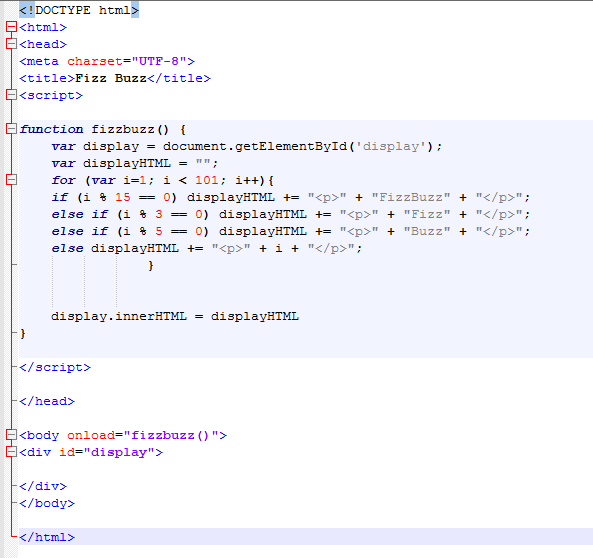 <!DOCTYPE html>
<html>
<head>
<meta charset="UTF-8">
<title>Fizz Buzz</title>
<script>
function fizzbuzz() {
var display = document.getElementById('display');
var displayHTML = "";
for (var i=1; i < 101; i++){
if (i % 15 == 0) displayHTML += "<p>" + "FizzBuzz" + "</p>";
else if (i % 3 == 0) displayHTML += "<p>" + "Fizz" + "</p>";
else if (i % 5 == 0) displayHTML += "<p>" + "Buzz" + "</p>";
else displayHTML += "<p>" + i + "</p>";
}
display.innerHTML = displayHTML
}
</script>
</head>
<body onload="fizzbuzz()">
<div id="display">
</div>
</body>
</html>